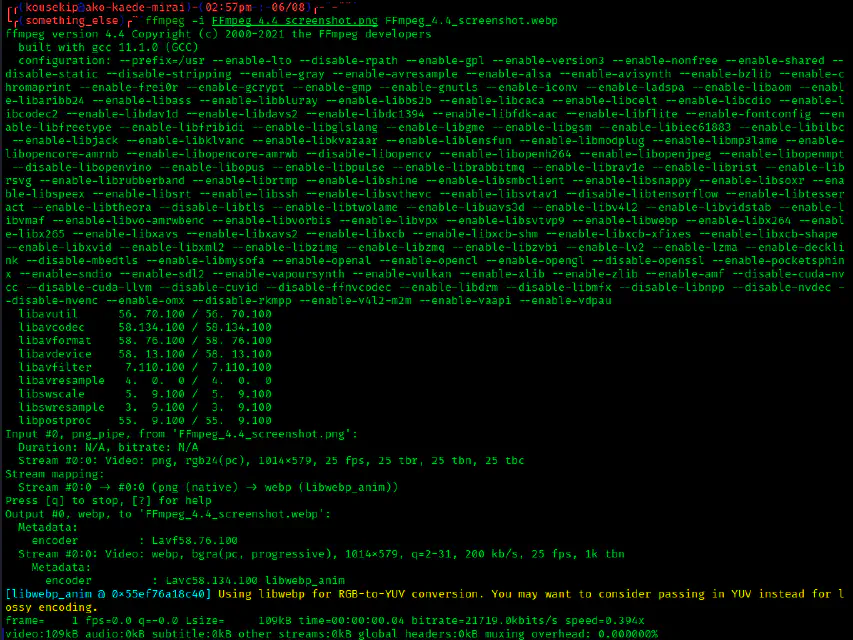 ┌─(kousekip@ako-kaede-mirai)-(02:57pm-:-06/08)┌- - --
└┌(something_else)┌- ffmpeg -i FFmpeg_4.4_screenshot.png FFmpeg_4.4_screenshot.webp
ffmpeg version 4.4 Copyright (c) 2000-2021 the FFmpeg developers
built with gcc 11.1.0 (GCC)
configuration: --prefix=/usr --enable-lto --disable-rpath --enable-gpl --enable-version3 --enable-nonfree --enable-shared --
disable-static --disable-stripping --enable-gray --enable-avresample --enable-alsa --enable-avisynth --enable-bzlib --enable-c
hromaprint --enable-frei0r --enable-gcrypt --enable-gmp --enable-gnutls --enable-iconv --enable-ladspa --enable-libaom --enabl
e-libaribb24 --enable-libass --enable-libbluray --enable-libbs2b --enable-libcaca --enable-libcelt --enable-libcdio --enable-l
ibcodec2 --enable-libdav1d --enable-libdavs2 --enable-libdc1394 --enable-libfdk-aac --enable-libflite --enable-fontconfig --en
able-libfreetype --enable-libfribidi --enable-libglslang --enable-libgme --enable-libgsm --enable-libiec61883 --enable-libilbc
--enable-libjack --enable-libklvanc --enable-libkvazaar --enable-liblensfun --enable-libmodplug --enable-libmp3lame --enable-
libopencore-amrnb --enable-libopencore-amrwb --disable-libopencv --enable-libopenh264 --enable-libopenjpeg --enable-libopenmpt
--disable-libopenvino --enable-libopus --enable-libpulse --enable-librabbitmq --enable-librav1e --enable-librist --enable-lib
rsvg --enable-librubberband --enable-librtmp --enable-libshine --enable-libsmbclient --enable-libsnappy --enable-libsoxr --ena
ble-libspeex --enable-libsrt --enable-libssh --enable-libsvthevc --enable-libsvtav1 --disable-libtensorflow --enable-libtesser
act --enable-libtheora --disable-libtls --enable-libtwolame --enable-libuavs3d --enable-libv4l2 --enable-libvidstab --enable-l
ibvmaf --enable-libvo-amrwbenc --enable-libvorbis --enable-libvpx --enable-libsvtvp9 --enable-libwebp --enable-libx264 --enabl
e-libx265 --enable-libxavs --enable-libxavs2 --enable-libxcb --enable-libxcb-shm --enable-libxcb-xfixes --enable-libxcb-shape
--enable-libxvid --enable-libxml2 --enable-libzimg --enable-libzmq --enable-libzvbi --enable-lv2 --enable-lzma --enable-deckli
nk --disable-mbedtls --enable-libmysofa --enable-openal --enable-opencl --enable-opengl --disable-openssl --enable-pocketsphin
x --enable-sndio --enable-sdl2 --enable-vapoursynth --enable-vulkan --enable-xlib --enable-zlib --enable-amf --disable-cuda-nv
cc --disable-cuda-llvm --disable-cuvid --disable-ffnvcodec --enable-libdrm --disable-libmfx --disable-libnpp --disable-nvdec -
-disable-nvenc --enable-omx --disable-rkmpp --enable-v4l2-m2m --enable-vaapi --enable-vdpau
libavutil 56. 70.100 / 56. 70.100
libavcodec 58.134.100 / 58.134.100
libavformat 58. 76.100 / 58. 76.100
libavdevice 58. 13.100 / 58. 13.100
libavfilter 7.110.100 / 7.110.100
libavresample 4. 0. 0 / 4. 0. 0
libswscale 5. 9.100 / 5. 9.100
libswresample 3. 9.100 / 3. 9.100
libpostproc 55. 9.100 / 55. 9.100
Input #0, png_pipe, from 'FFmpeg_4.4_screenshot.png':
Duration: N/A, bitrate: N/A
Stream #0:0: Video: png, rgb24(pc), 1014×579, 25 fps, 25 tbr, 25 tbn, 25 tbc
Stream mapping:
Stream #0:0 → #0:0 (png (native) → webp (libwebp_anim))
Press [q] to stop, [?] for help
Output #0, webp, to 'FFmpeg_4.4_screenshot.webp':
Metadata:
encoder : Lavf58.76.100
Stream #0:0: Video: webp, bgra(pc, progressive), 1014×579, q=2-31, 200 kb/s, 25 fps, 1k tbn
Metadata:
encoder : Lavc58.134.100 libwebp_anim
[libwebp_anim @ 0×55ef76a18c40] Using libwebp for RGB-to-YUV conversion. You may want to consider passing in YUV instead for l
ossy encoding.
frame= 1 fps=0.0 q=-0.0 Lsize= 109kB time=00:00:00.04 bitrate=21719.0kbits/s speed=0.394x
video:109kB audio:0kB subtitle:0kB other streams:0kB global headers:0kB muxing overhead: 0.000000%